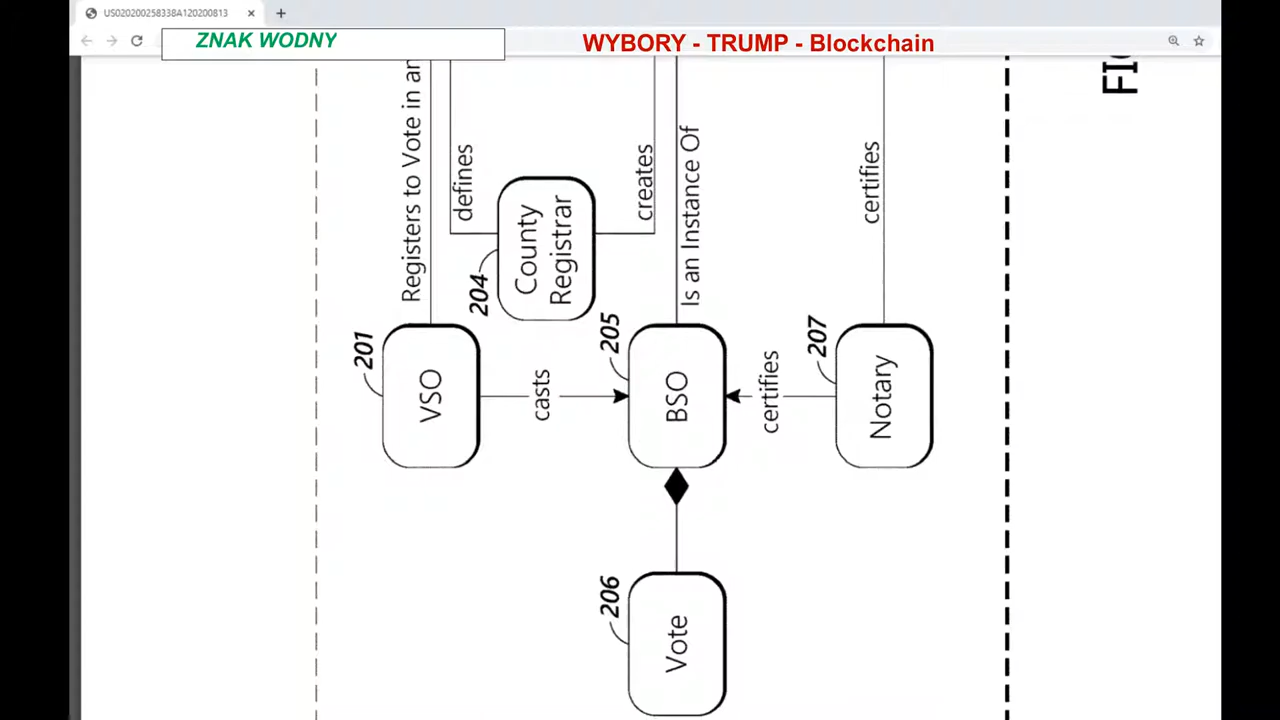 US020200258338A120200813
ZNAK WODNY
WYBORY - TRUMP - Blockchain
Registers to Vote in an
defines
creates
Is an Instance Of
certifies
FIG
204
County
Registrar
201
VSO
casts
205
BSO
certifies
207
Notary
206
Vote